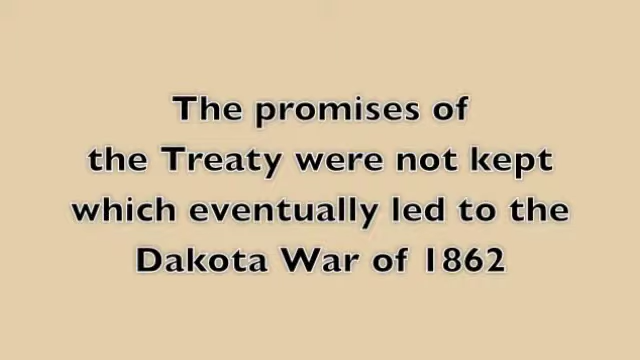 The promises of
the Treaty were not kept
which eventually led to the
Dakota War of 1862